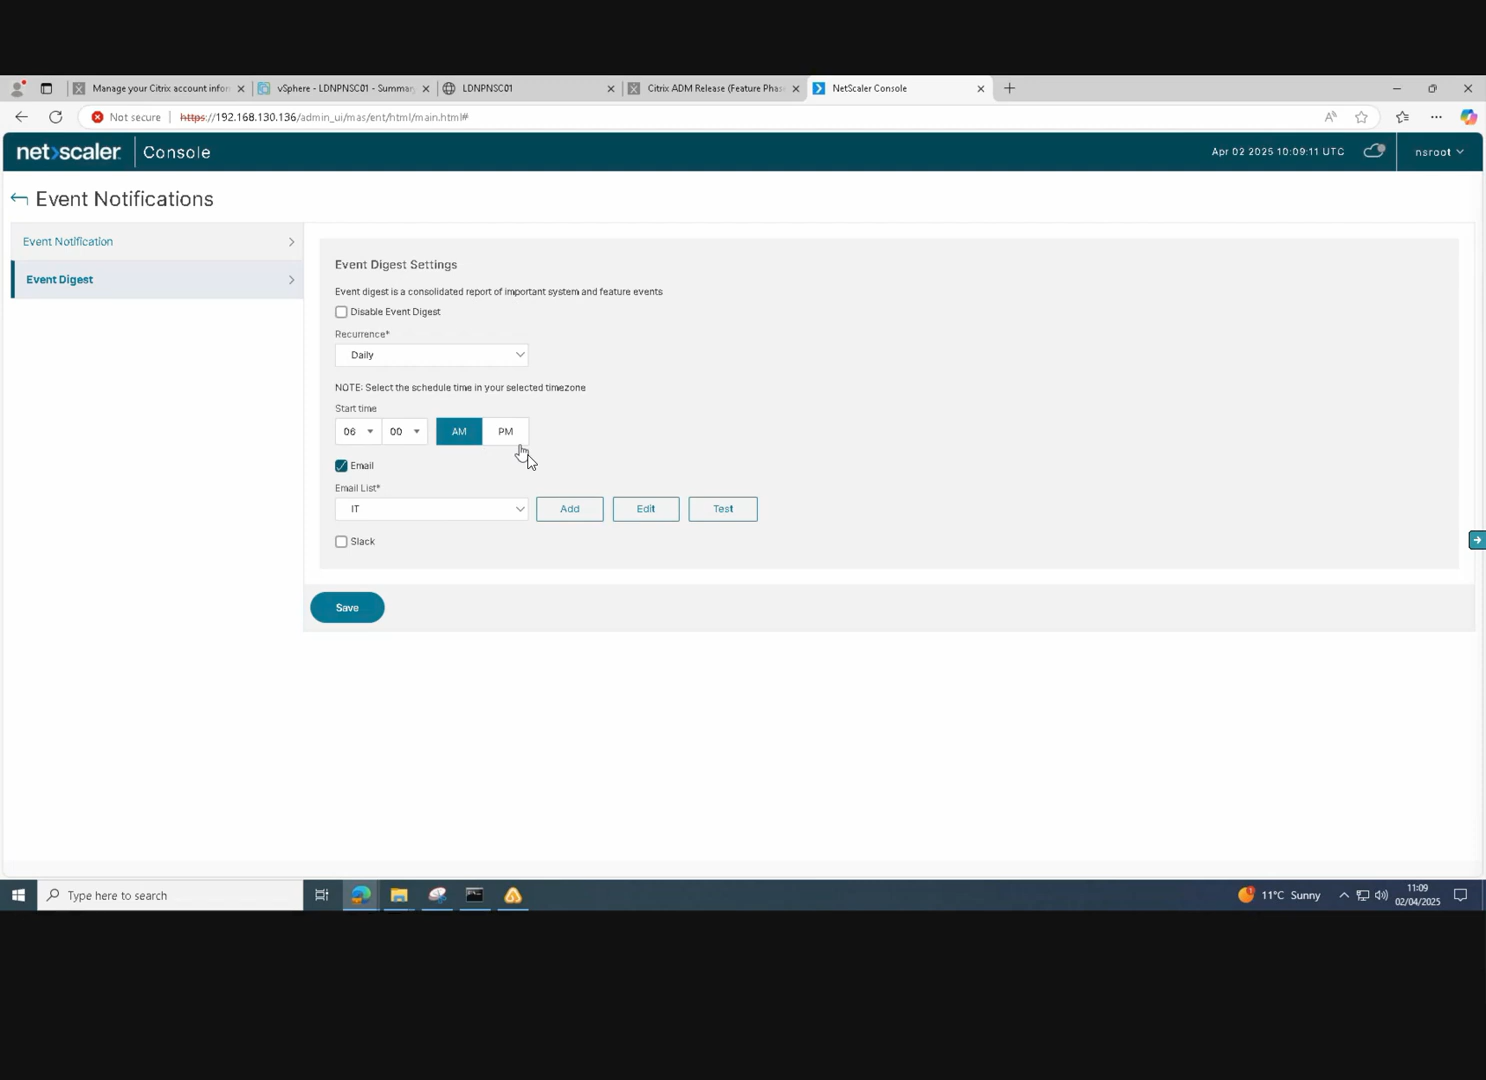 Manage your Citrix account infor
vSphere - LDNPNSC01 - Summar
LDNPNSC01
Citrix ADM Release (Feature Phas
NetScaler Console
Not secure
https://192.168.130.136/admin_ui/mas/ent/html/main.html#
net>scaler
Console
Apr 02 2025 10:09:11 UTC
nsroot
Event Notifications
Event Notification
Event Digest
Event Digest Settings
Event digest is a consolidated report of important system and feature events
Disable Event Digest
Recurrence*
Daily
NOTE: Select the schedule time in your selected timezone
Start time
06 00 AM PM
Email
Email List*
IT Add Edit Test
Slack
Save
Type here to search
11°C Sunny
11:09
02/04/2025